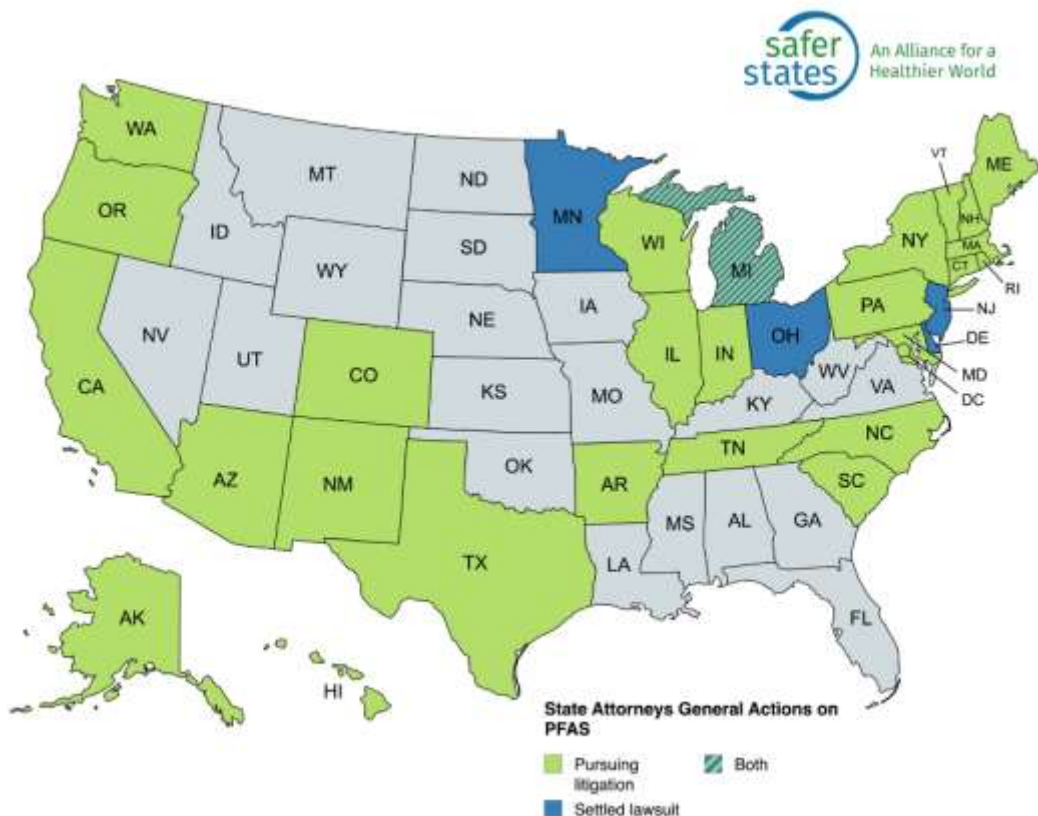 safer
states
An Alliance for a
Healthier World
WA
MT
ND
MN
VT
ME
OR
ID
SD
WI
NY
NH
MA
CT
RI
WY
MI
IA
PA
NJ
NE
NV
UT
IL
IN
OH
DE
CO
WV
MD
CA
KS
MO
KY
VA
DC
NC
TN
OK
AZ
NM
AR
SC
MS
AL
GA
TX
LA
AK
FL
HI
State Attorneys General Actions on
PFAS
Pursuing
litigation
Both
Settled lawsuit